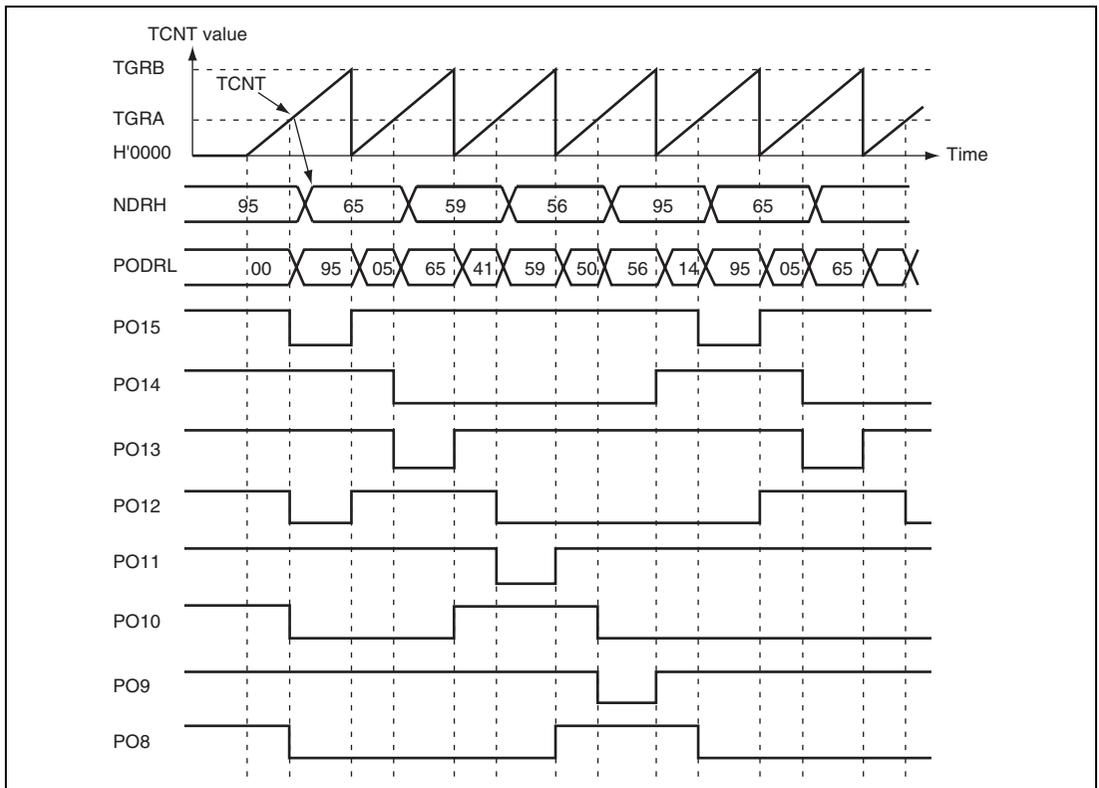 TCNT value
TGRB
TCNT
TGRA
H'0000
Time
NDRH 95 65 59 56 95 65
PODRL 00 95 05 65 41 59 50 56 14 95 05 65
PO15
PO14
PO13
PO12
PO11
PO10
PO9
PO8